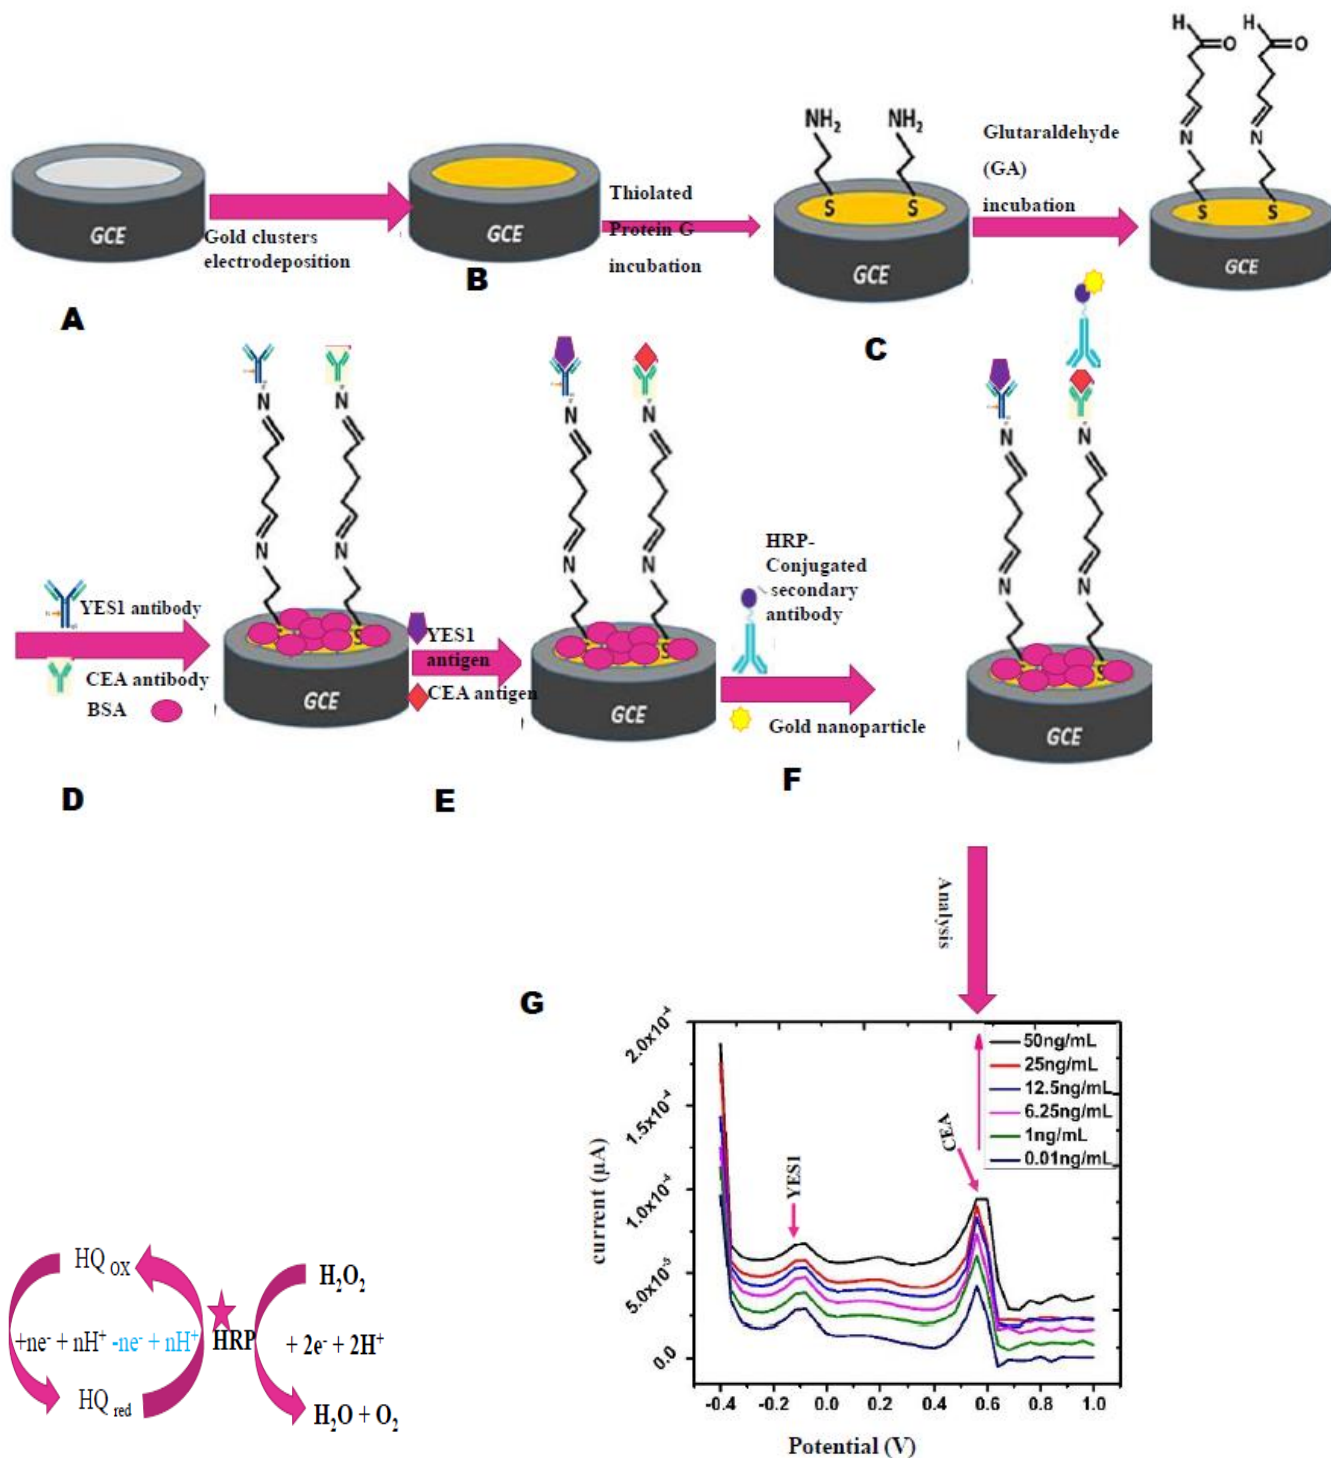 H
O
H
O
N
N
S
S
GCE
NH2
NH2
S
S
GCE
Glutaraldehyde
(GA)
incubation
GCE
GCE
Gold clusters
electrodeposition
Thiolated
Protein G
incubation
A
B
C
N
N
N
N
S
GCE
YES1 antibody
CEA antibody
BSA
N
N
N
N
S
GCE
YES1
antigen
CEA antigen
HRP-
Conjugated
secondary
antibody
Gold nanoparticle
N
N
N
N
S
GCE
D
E
F
Analysis
G
2.0x10-4
1.5x10-4
1.0x10-4
5.0x10-5
0.0
current (µA)
50ng/mL
25ng/mL
12.5ng/mL
6.25ng/mL
1ng/mL
0.01ng/mL
YES1
CEA
-0.4 -0.2 0.0 0.2 0.4 0.6 0.8 1.0
Potential (V)
HQ OX
+ne- + nH+ -ne- + nH+
HQ red
HRP
H2O2
+ 2e- + 2H+
H2O + O2